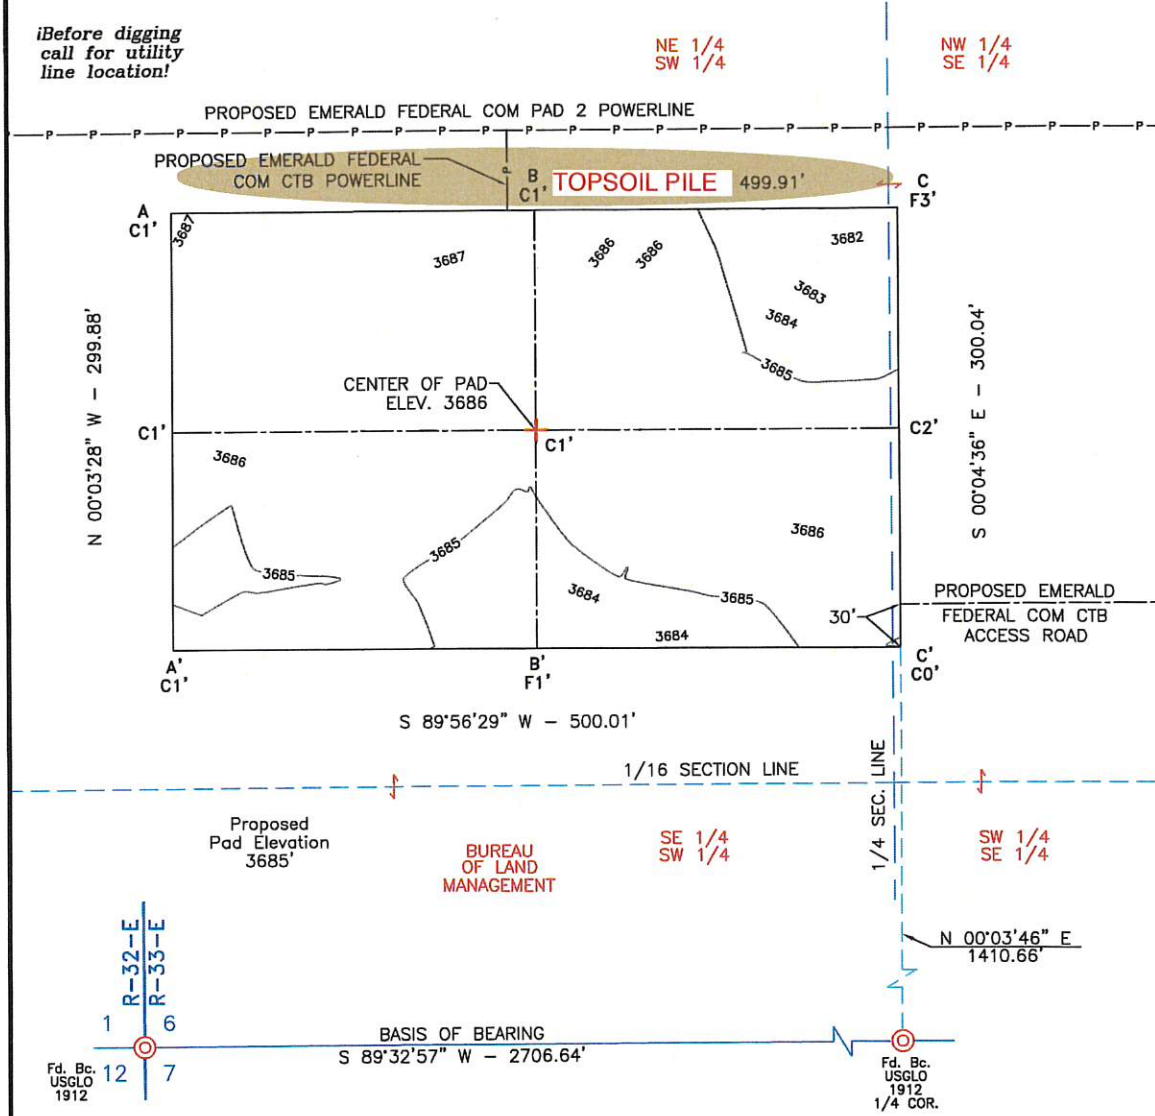 ¡Before digging
call for utility
line location!
NE 1/4
SW 1/4
NW 1/4
SE 1/4
PROPOSED EMERALD FEDERAL COM PAD 2 POWERLINE
P P P P P P P P P P P P P P P P P P P P P P P P P P
PROPOSED EMERALD FEDERAL
COM CTB POWERLINE
P
B
C1'
TOPSOIL PILE
499.91'
C
F3'
A
C1'
3687
3687
3686
3686
3682
3683
3684
3685
N 00°03'28" W - 299.88'
S 00°04'36" E - 300.04'
CENTER OF PAD
ELEV. 3686
C1'
C1'
C2'
3686
3685
3685
3684
3685
3686
3684
30'
PROPOSED EMERALD
FEDERAL COM CTB
ACCESS ROAD
A'
C1'
B'
F1'
C'
C0'
S 89°56'29" W - 500.01'
1/16 SECTION LINE
1/4 SEC. LINE
Proposed
Pad Elevation
3685'
BUREAU
OF LAND
MANAGEMENT
SE 1/4
SW 1/4
SW 1/4
SE 1/4
R-32-E
R-33-E
N 00°03'46" E
1410.66'
1 6
12 7
Fd. Bc.
USGLO
1912
BASIS OF BEARING
S 89°32'57" W - 2706.64'
Fd. Bc.
USGLO
1912
1/4 COR.